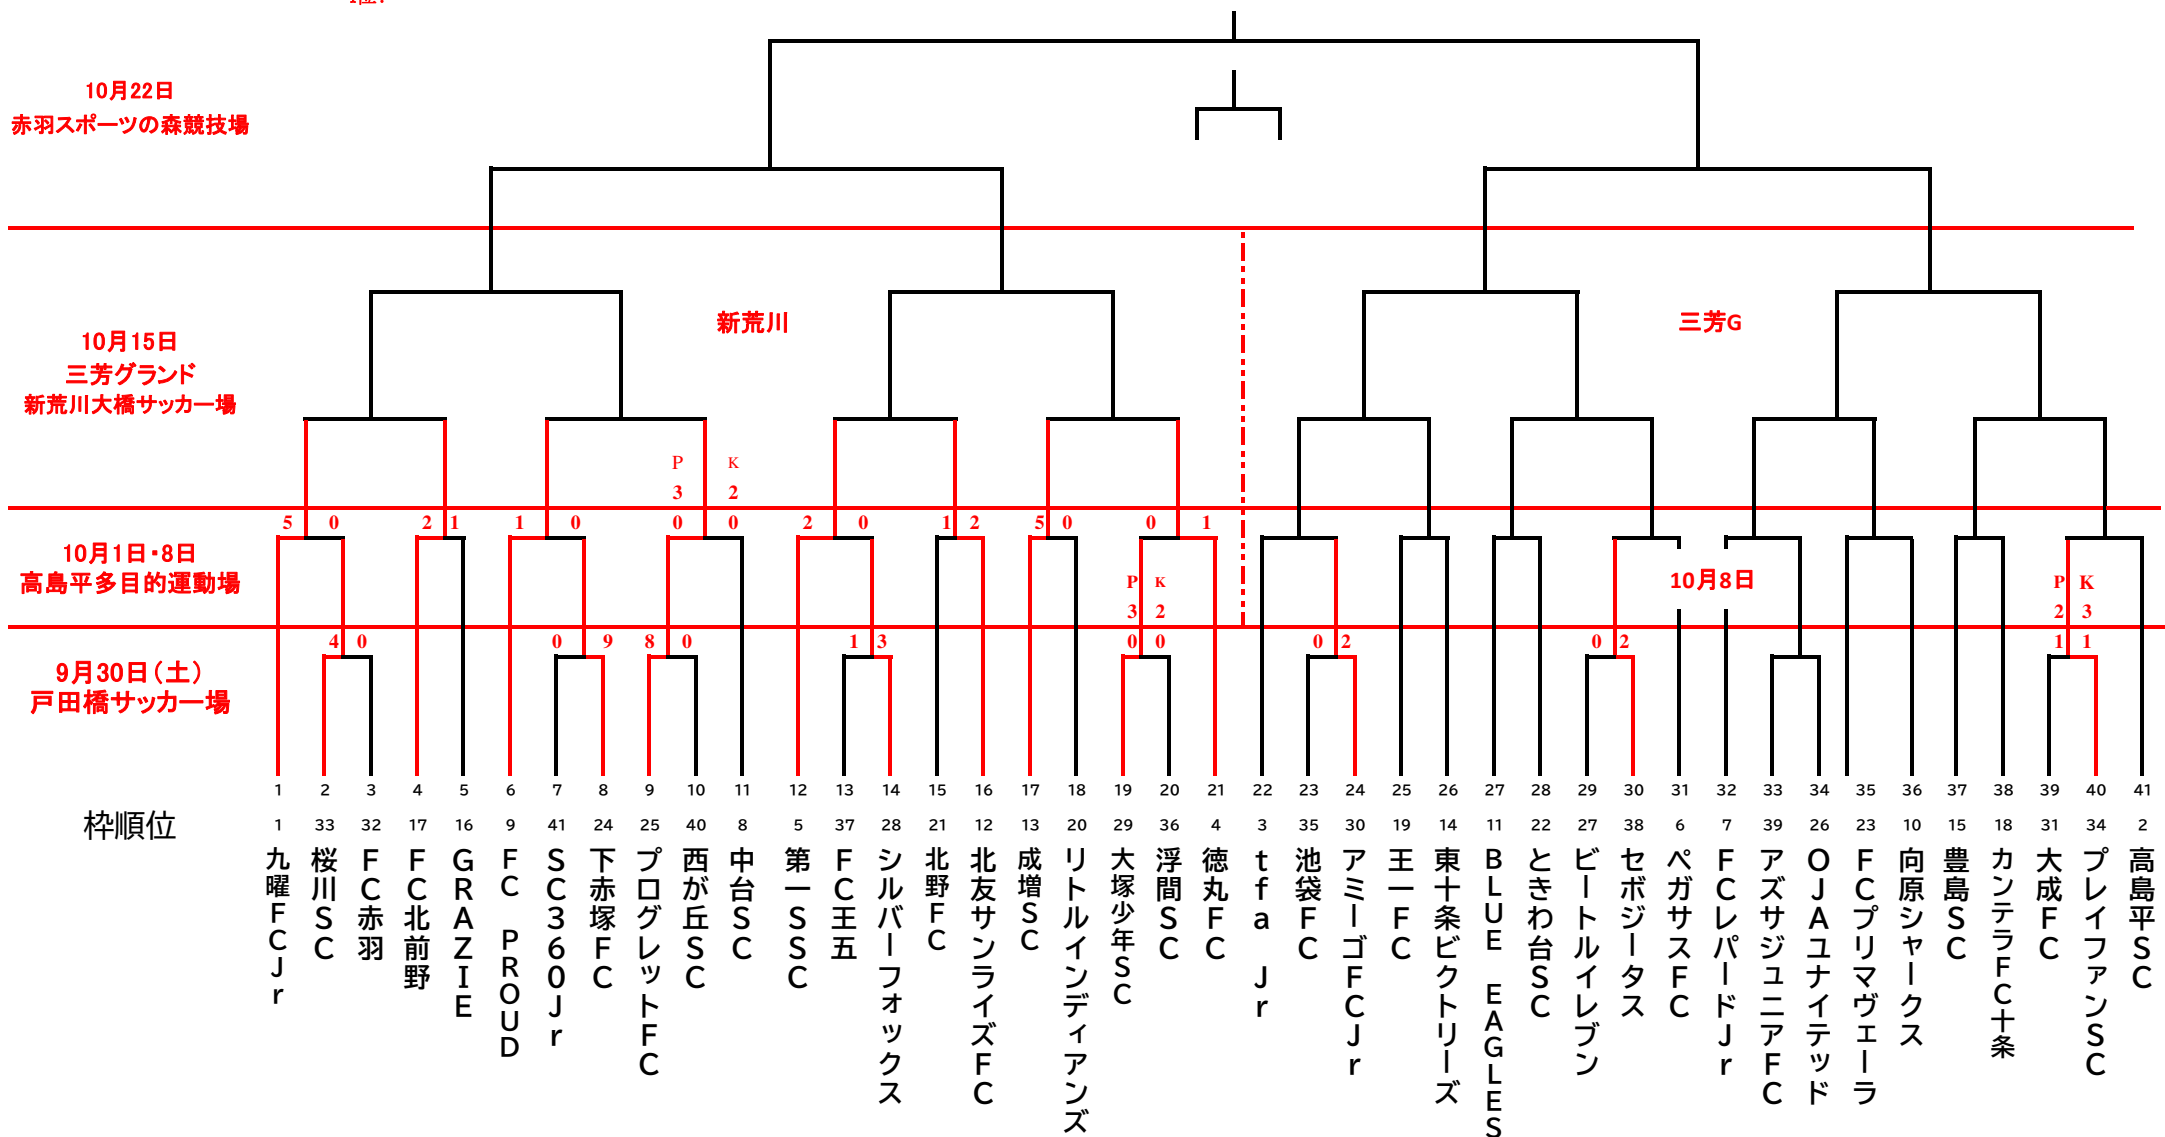 10月22日
赤羽スポーツの森競技場
新荒川
三芳G
10月15日
三芳グランド
新荒川大橋サッカー場
P K
3 2
5 0 2 1 1 0 0 0 2 0 1 2 5 0 0 1
10月1日・8日
高島平多目的運動場
10月8日
P K P K
3 2 2 3
4 0 0 9 8 0 1 3 0 0 0 2 0 2 1 1
9月30日（土）
戸田橋サッカー場
1 2 3 4 5 6 7 8 9 10 11 12 13 14 15 16 17 18 19 20 21 22 23 24 25 26 27 28 29 30 31 32 33 34 35 36 37 38 39 40 41
枠順位 1 33 32 17 16 9 41 24 25 40 8 5 37 28 21 12 13 20 29 36 4 3 35 30 19 14 11 22 27 38 6 7 39 26 23 10 15 18 31 34 2
九曜FCJr
桜川SC
FC赤羽
FC北前野
GRAZIE
FC PROUD
SC360Jr
下赤塚FC
プログレットFC
西が丘SC
中台SC
第一SSC
FC王五
シルバーフォックス
北野FC
北友サンライズFC
成増SC
リトルインディアンズ
大塚少年SC
浮間SC
徳丸FC
tfa Jr
池袋FC
アミーゴFCJr
王一FC
東十条ビクトリーズ
BLUE EAGLES
ときわ台SC
ビートルイレブン
セボジータス
ペガサスFC
FCレパードJr
アズサジュニアFC
OJAユナイテッド
FCプリマヴェーラ
向原シャークス
豊島SC
カンテラFC十条
大成FC
プレイファンSC
高島平SC